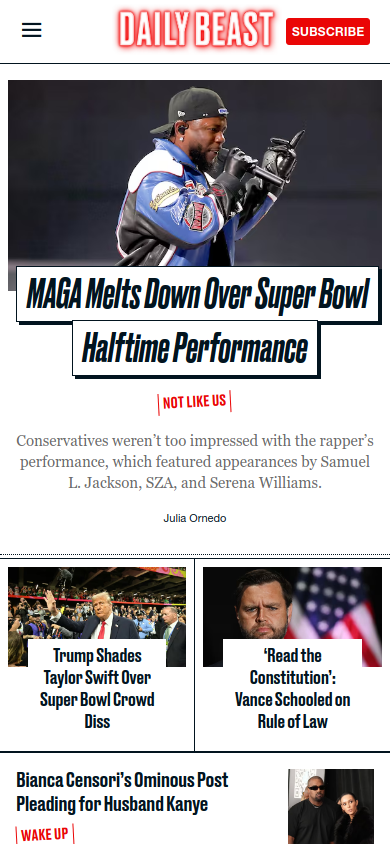 DAILY BEAST
SUBSCRIBE
MAGA Melts Down Over Super Bowl
Halftime Performance
NOT LIKE US
Conservatives weren’t too impressed with the rapper’s
performance, which featured appearances by Samuel
L. Jackson, SZA, and Serena Williams.
Julia Ornedo
Trump Shades
Taylor Swift Over
Super Bowl Crowd
Diss
‘Read the
Constitution’:
Vance Schooled on
Rule of Law
Bianca Censori’s Ominous Post
Pleading for Husband Kanye
WAKE UP